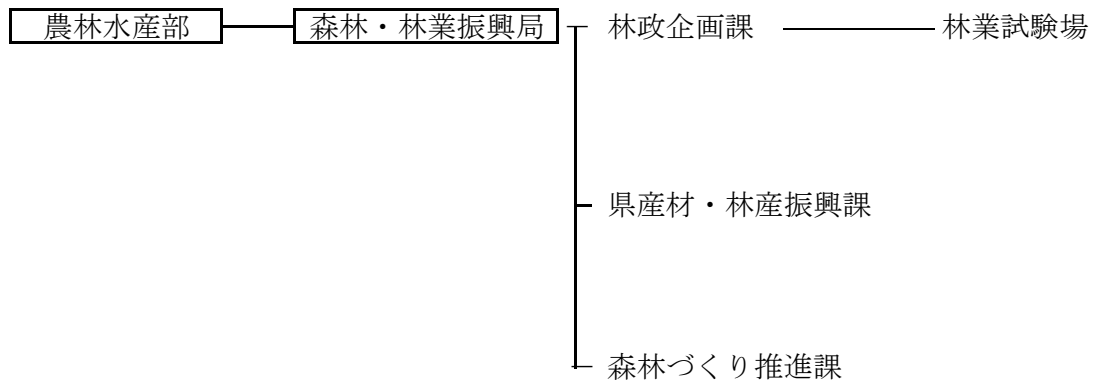 農林水産部 森林・林業振興局 林政企画課 林業試験場
県産材・林産振興課
森林づくり推進課